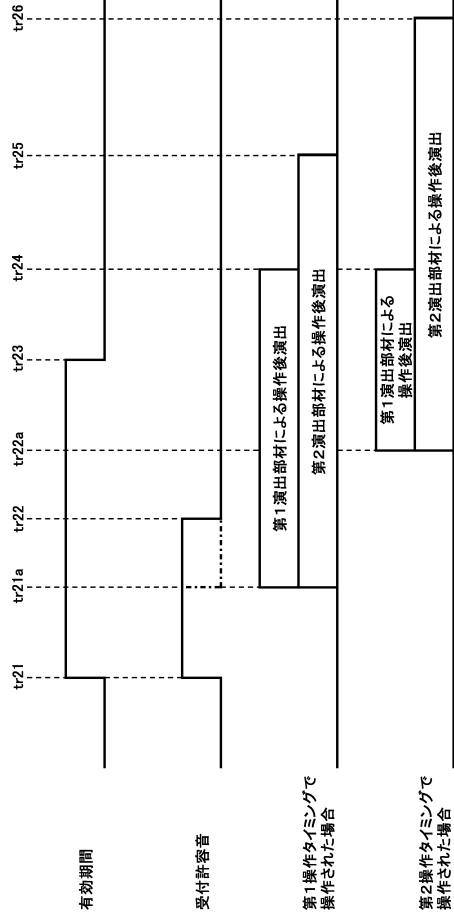 tr21
tr21a
tr22
tr22a
tr23
tr24
tr25
tr26
有効期間
受付許容音
第1操作タイミングで
操作された場合
第1演出部材による操作後演出
第2演出部材による操作後演出
第2操作タイミングで
操作された場合
第1演出部材による
操作後演出
第2演出部材による操作後演出